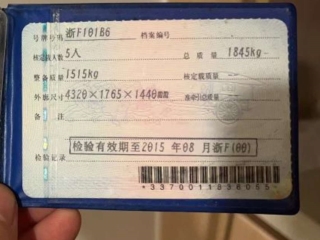 号牌号码 浙F101B6 档案编号
核定载人数 5人 总质量 1845kg
整备质量 1515kg 核定载质量 --
外廓尺寸 4320×1765×1440mm 准牵引总质量 --
备注
检验有效期至2015年08月浙F(00)
检验记录